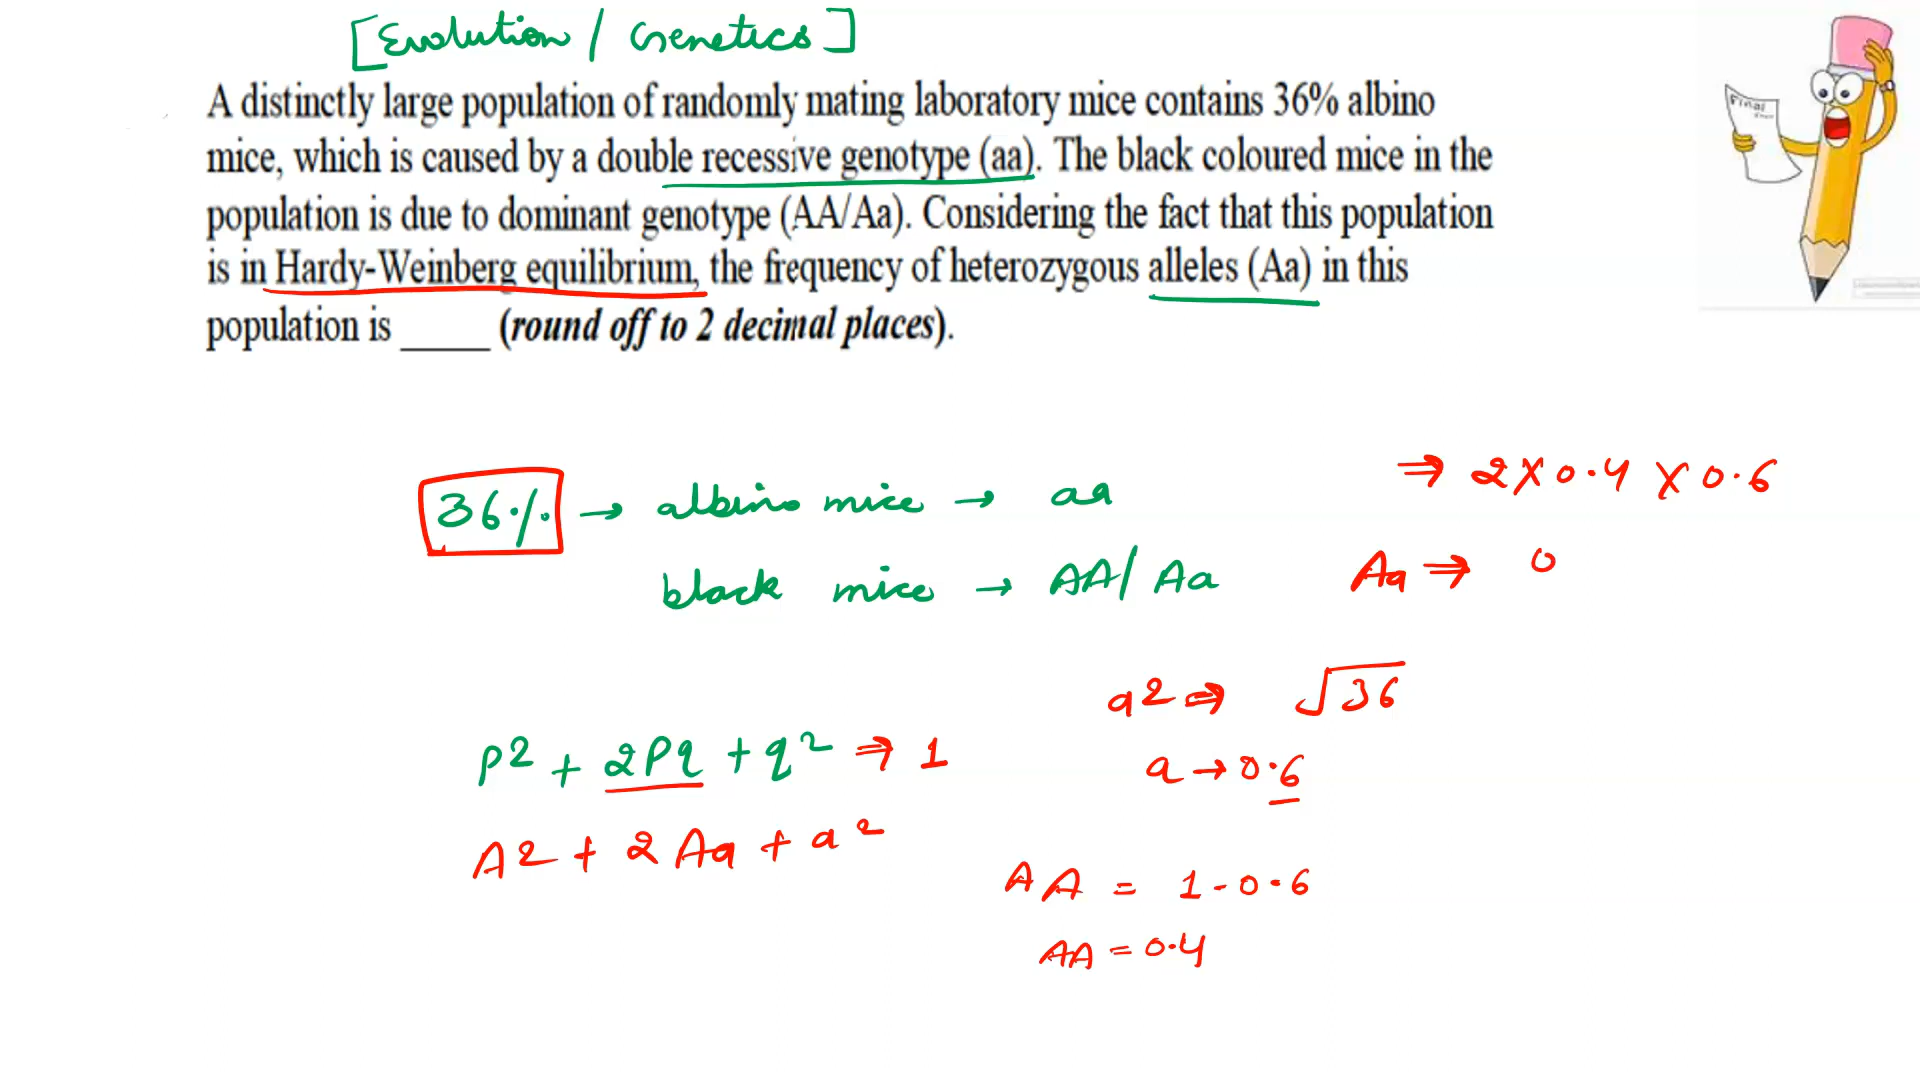 [Evolution / Genetics]
A distinctly large population of randomly mating laboratory mice contains 36% albino
mice, which is caused by a double recessive genotype (aa). The black coloured mice in the
population is due to dominant genotype (AA/Aa). Considering the fact that this population
is in Hardy-Weinberg equilibrium, the frequency of heterozygous alleles (Aa) in this
population is _____ (round off to 2 decimal places).
Final
36% → albino mice → aa
black mice → AA/ Aa
⇒ 2 X 0.4 X 0.6
Aa ⇒ 0
p2 + 2Pq + q2 ⇒ 1
A2 + 2 Aa + a2
a2 ⇒ √36
a → 0.6
AA = 1-0.6
AA = 0.4